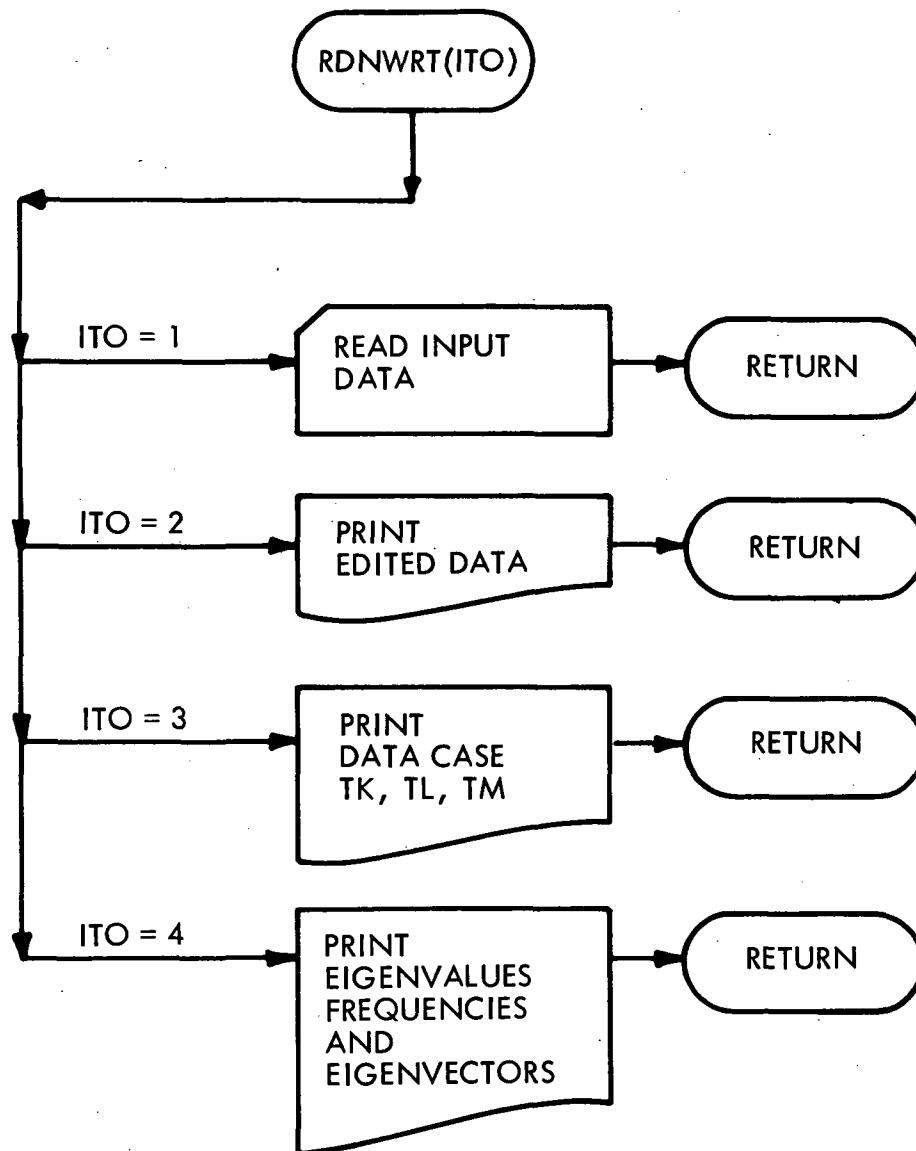 RDNWRT(ITO)
ITO = 1
READ INPUT
DATA
RETURN
ITO = 2
PRINT
EDITED DATA
RETURN
ITO = 3
PRINT
DATA CASE
TK, TL, TM
RETURN
ITO = 4
PRINT
EIGENVALUES
FREQUENCIES
AND
EIGENVECTORS
RETURN